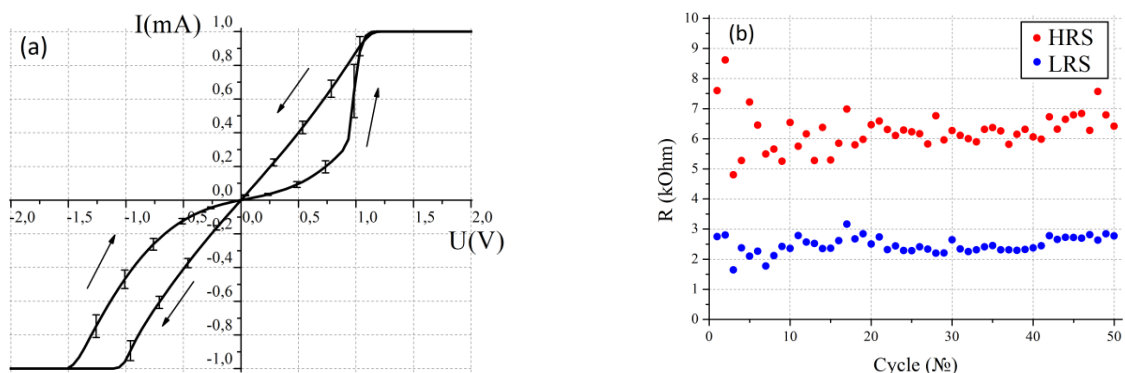 (a)
I(mA)
1,0
0,8
0,6
0,4
0,2
0,0
-2,0 -1,5 -1,0 -0,5 0,0 0,5 1,0 1,5 2,0
U(V)
-0,2
-0,4
-0,6
-0,8
-1,0
(b)
HRS
LRS
R (kOhm)
10
9
8
7
6
5
4
3
2
1
0
0 10 20 30 40 50
Cycle (№)